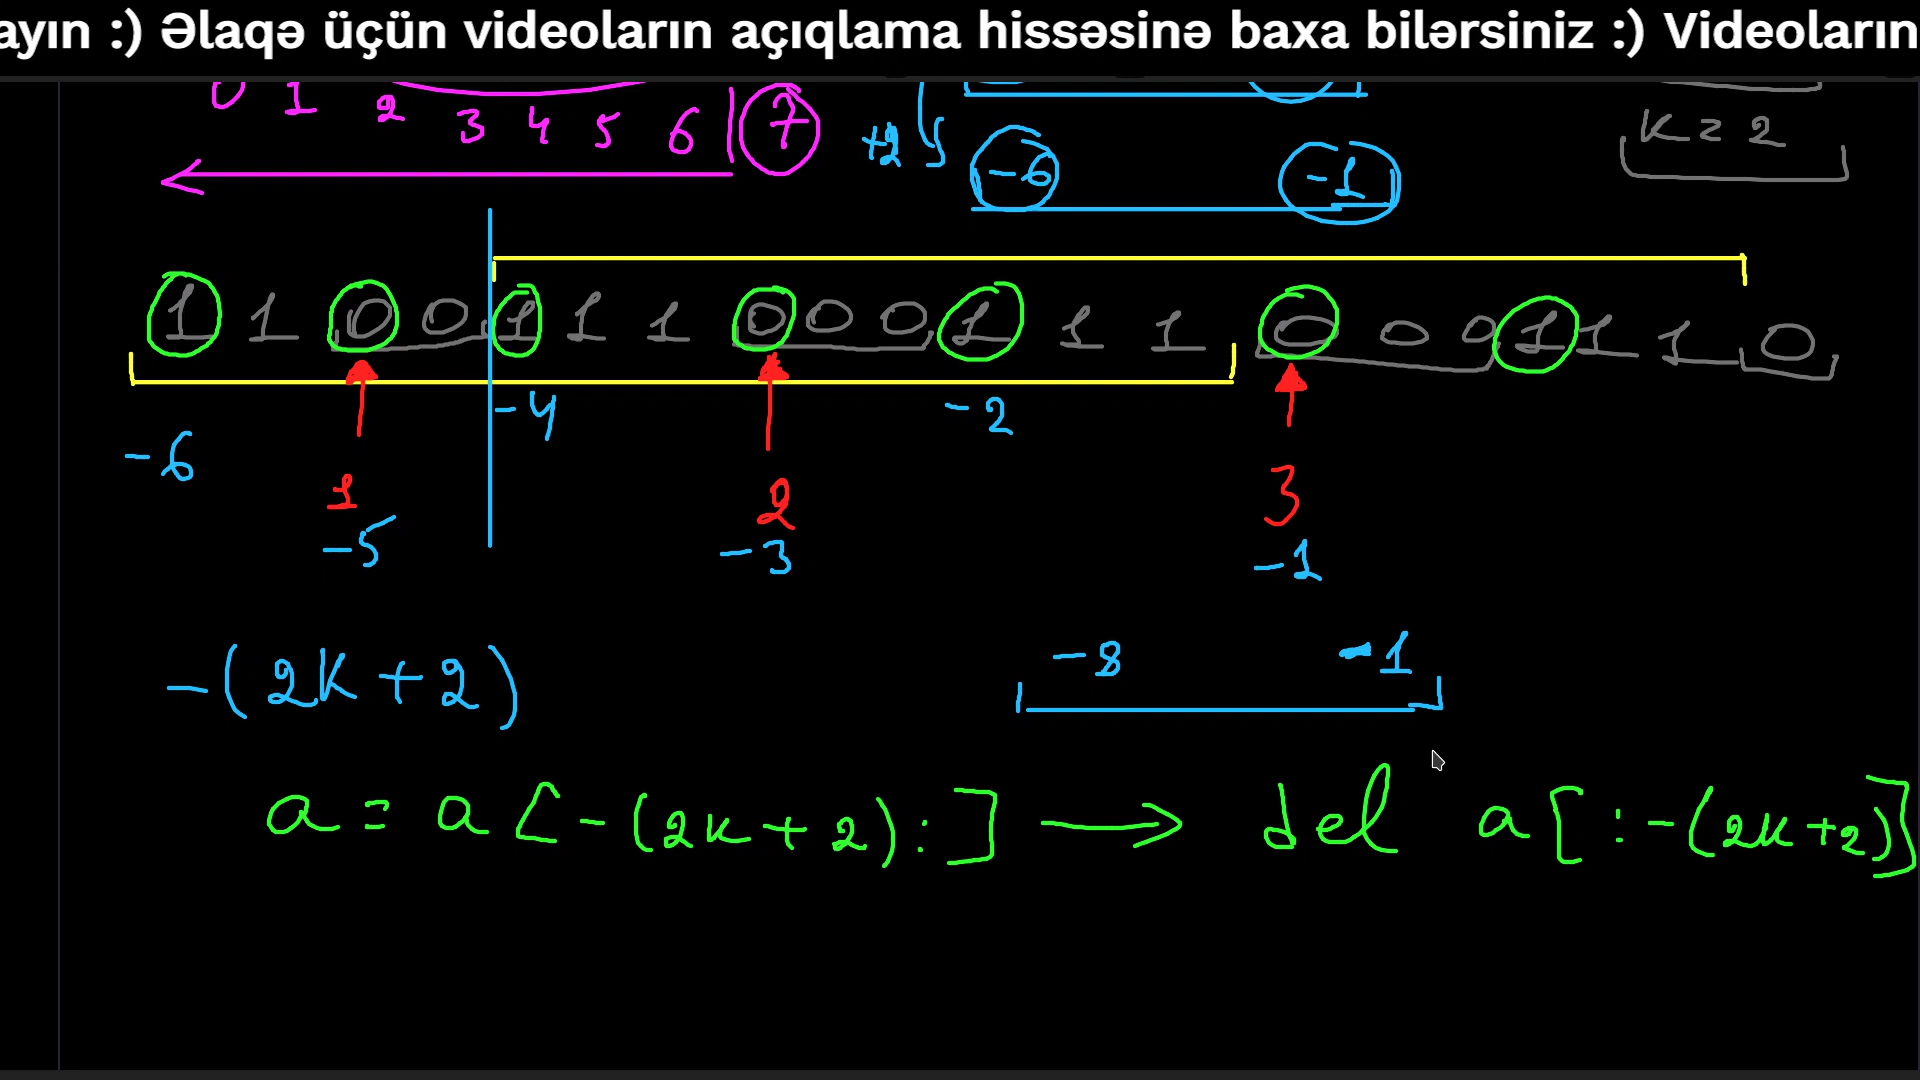 ayın :) Əlaqə üçün videoların açıqlama hissəsinə baxa bilərsiniz :) Videoların
0 1 2 3 4 5 6 7
+2
-6 -1
K = 2
1 1 0 0 1 1 1 0 0 0 1 1 1 0 0 0 1 1 1 0
-4 -2
-6
1 2 3
-5 -3 -1
-(2K+2)
-8 -1
a = a[-(2K+2):] → del a[:-(2K+2)]